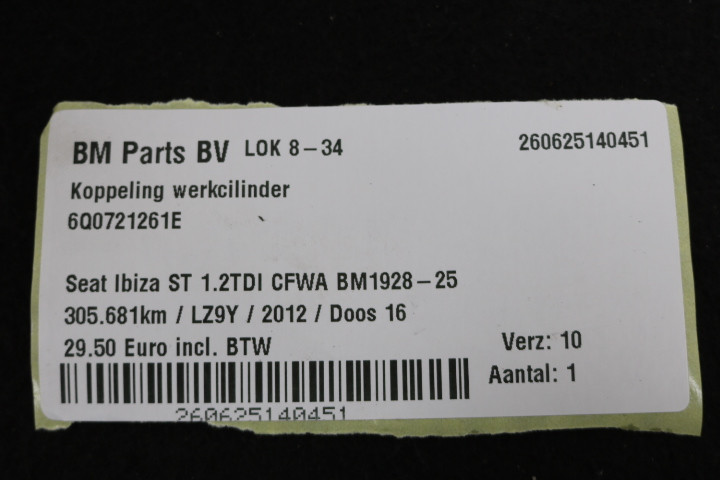 BM Parts BV LOK 8-34 260625140451
Koppeling werkcilinder
6Q0721261E
Seat Ibiza ST 1.2TDI CFWA BM1928-25
305.681km / LZ9Y / 2012 / Doos 16
29.50 Euro incl. BTW Verz: 10
Aantal: 1
260625140451